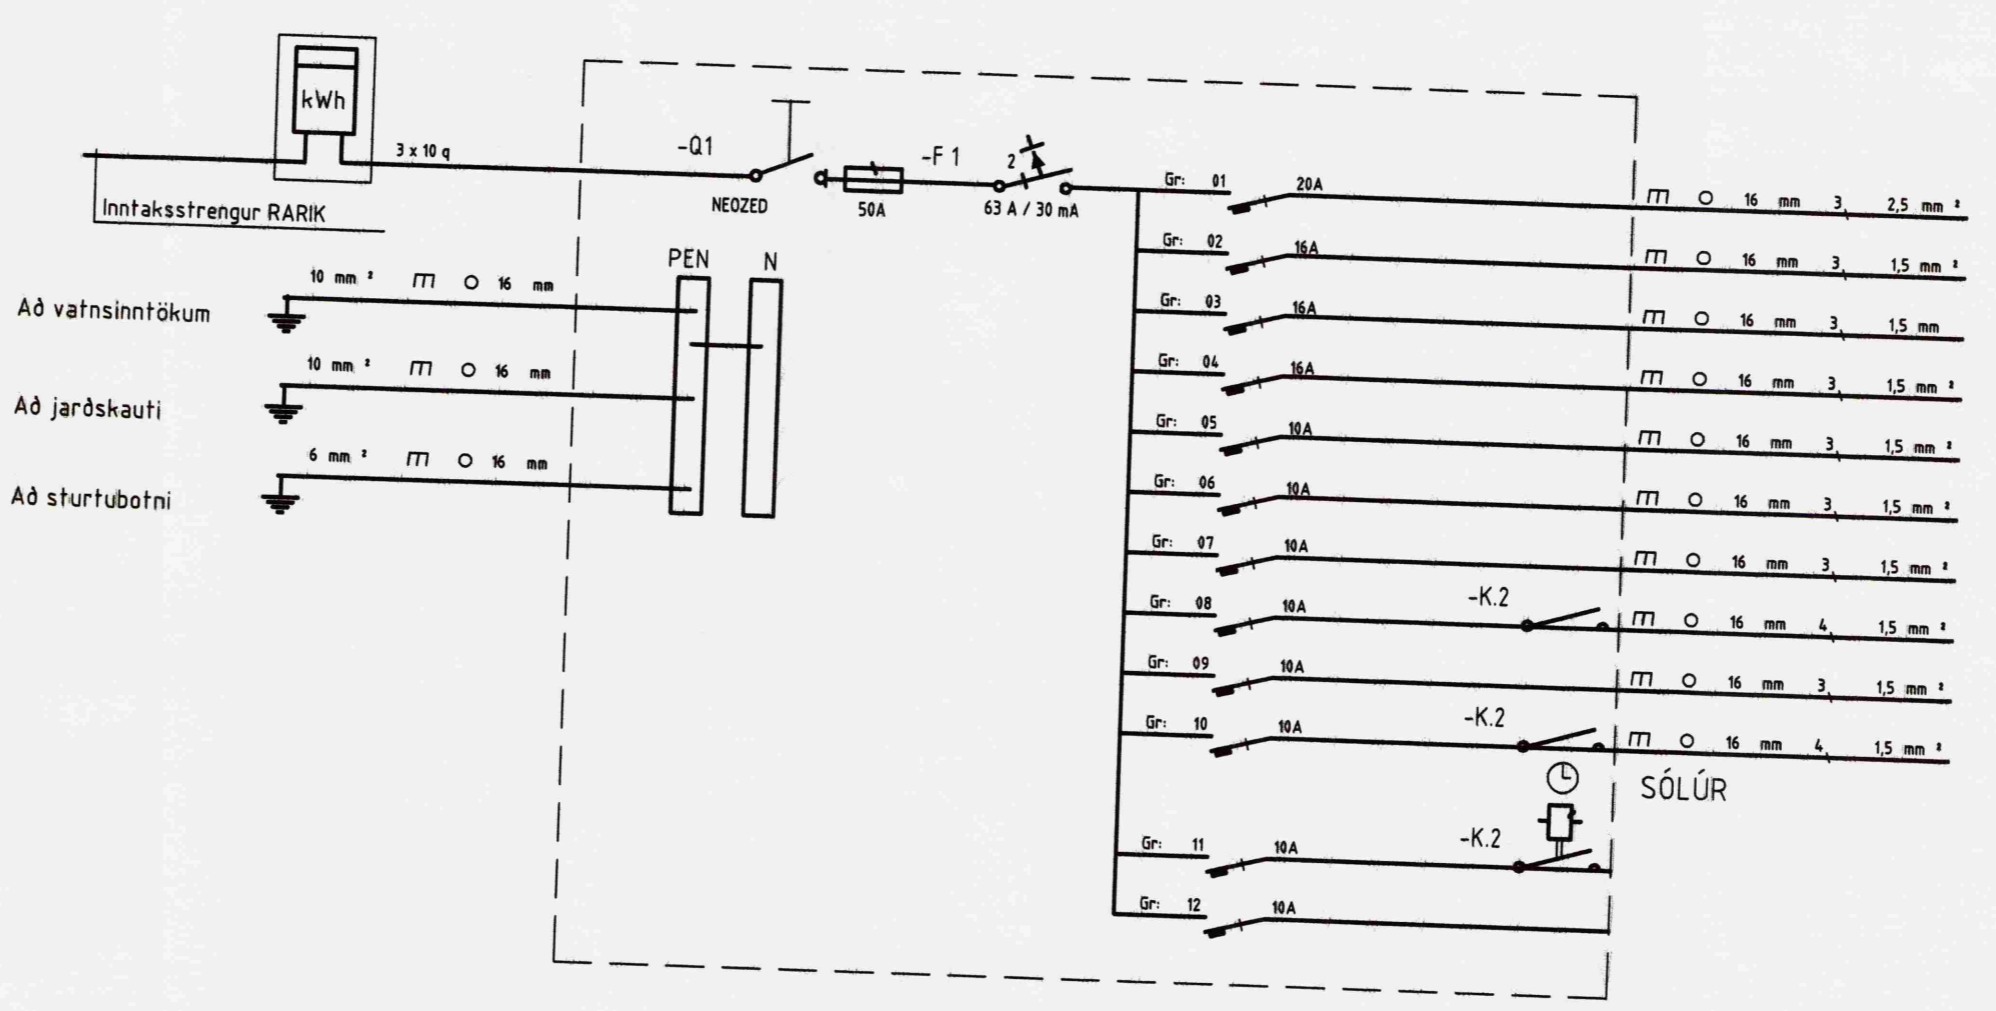 kWh
3 x 10 q
Inntaksstrengur RARIK
-Q1
NEOZED
50A
-F 1
2
63 A / 30 mA
PEN
N
10 mm ² 16 mm
Að vatnsinntökum
10 mm ² 16 mm
Að jarðskauti
6 mm ² 16 mm
Að sturtubotni
Gr: 01 20A 16 mm 3, 2,5 mm ²
Gr: 02 16A 16 mm 3, 1,5 mm ²
Gr: 03 16A 16 mm 3, 1,5 mm
Gr: 04 16A 16 mm 3, 1,5 mm ²
Gr: 05 10A 16 mm 3, 1,5 mm ²
Gr: 06 10A 16 mm 3, 1,5 mm ²
Gr: 07 10A 16 mm 3, 1,5 mm ²
Gr: 08 10A -K.2 16 mm 4, 1,5 mm ²
Gr: 09 10A 16 mm 3, 1,5 mm ²
Gr: 10 10A -K.2 16 mm 4, 1,5 mm ²
SÓLÚR
Gr: 11 10A -K.2
Gr: 12 10A